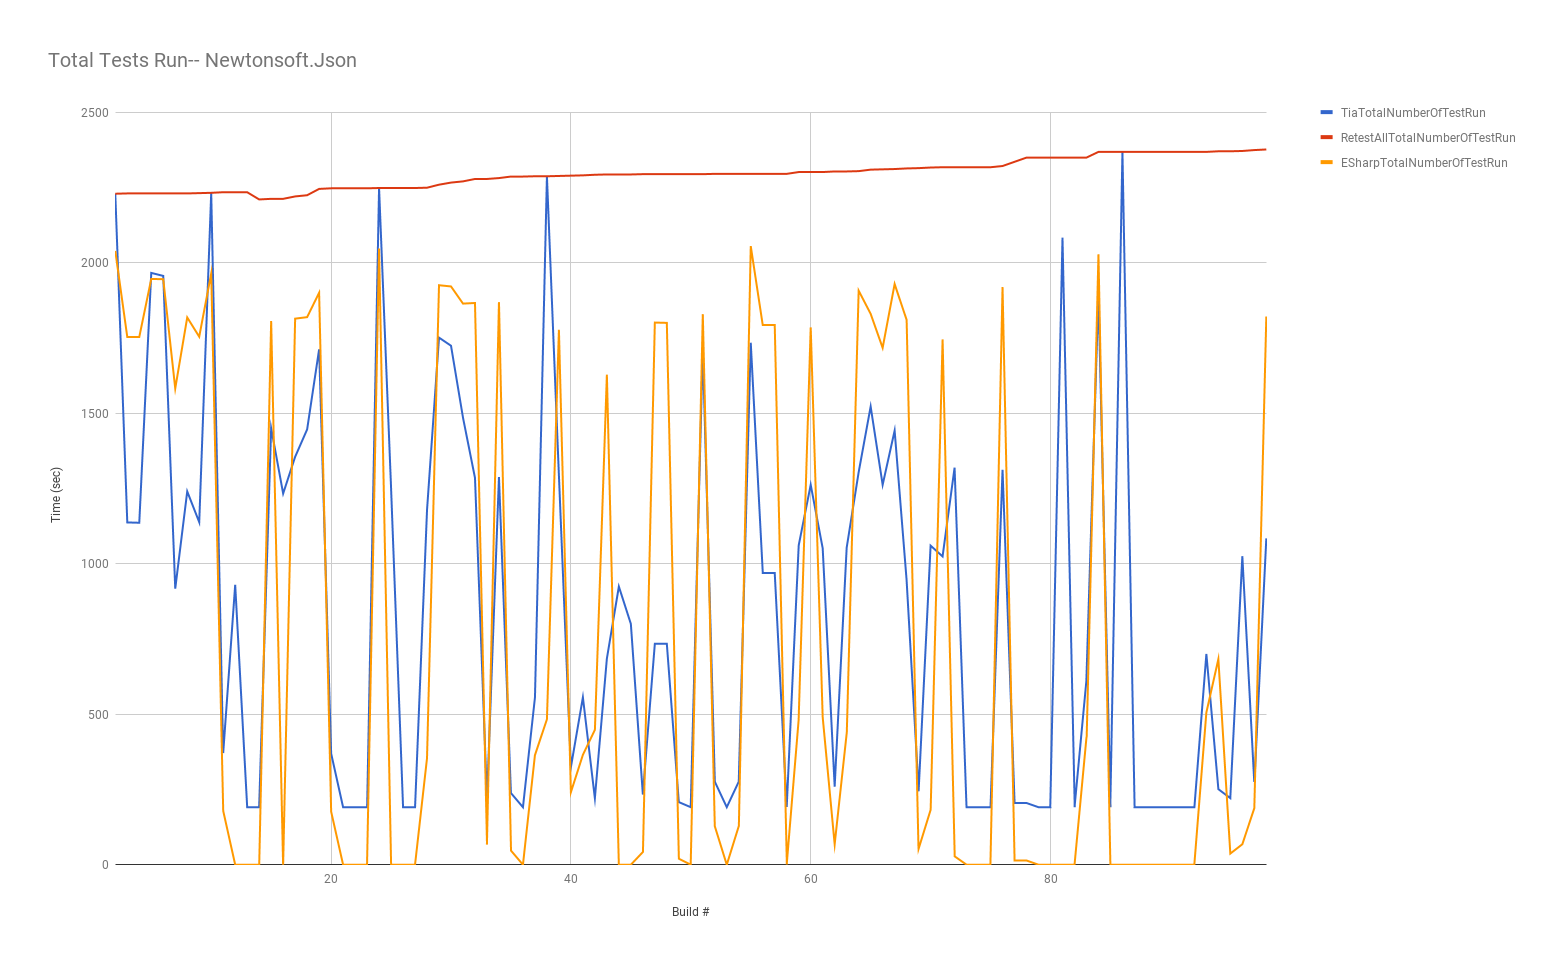 Total Tests Run-- Newtonsoft.Json
2500
2000
1500
1000
500
0
Time (sec)
20
40
60
80
Build #
TiaTotalNumberOfTestRun
RetestAllTotalNumberOfTestRun
ESharpTotalNumberOfTestRun